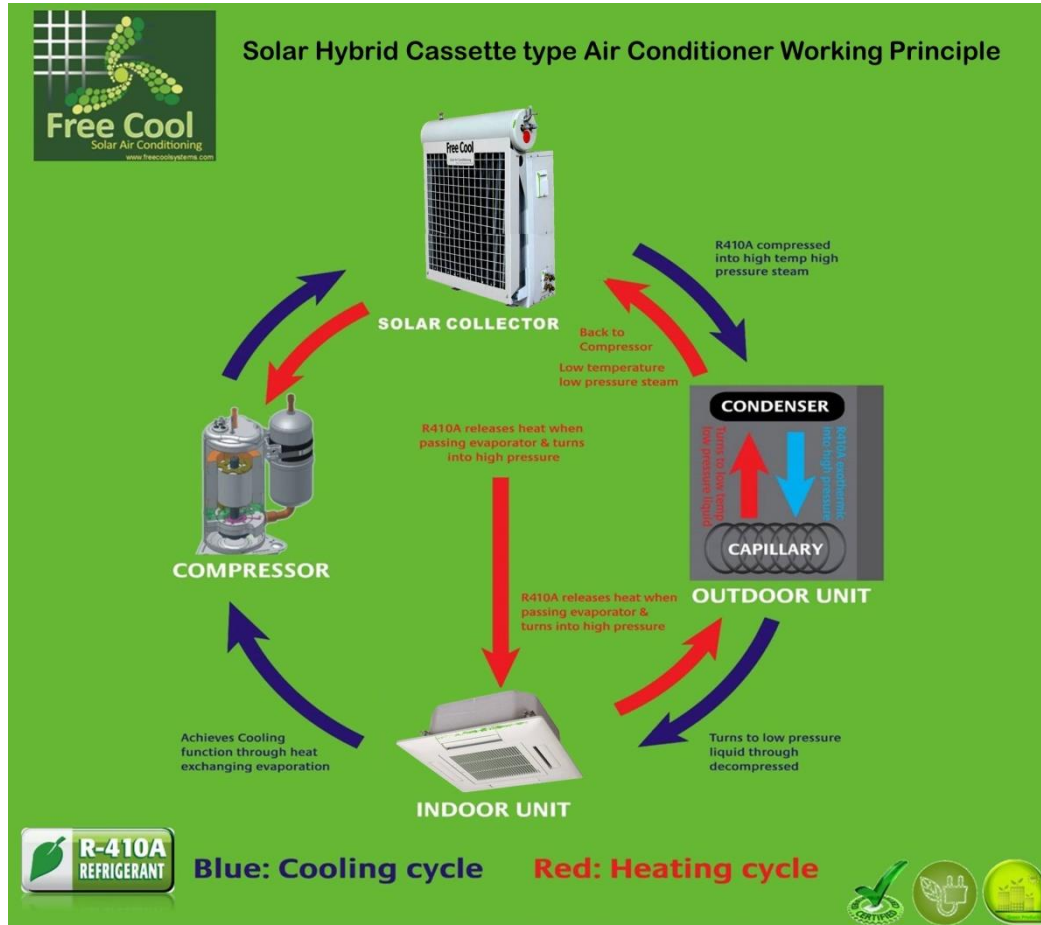 Free Cool
Solar Air Conditioning
www.freecoolsystems.com
Solar Hybrid Cassette type Air Conditioner Working Principle
Free Cool
SOLAR COLLECTOR
R410A compressed
into high temp high
pressure steam
Back to
Compressor
Low temperature
low pressure steam
CONDENSER
Turns to low temp
low pressure liquid
R410A exothermic
into high pressure
CAPILLARY
OUTDOOR UNIT
R410A releases heat when
passing evaporator & turns
into high pressure
COMPRESSOR
R410A releases heat when
passing evaporator &
turns into high pressure
Achieves Cooling
function through heat
exchanging evaporation
Turns to low pressure
liquid through
decompressed
INDOOR UNIT
R-410A
REFRIGERANT
Blue: Cooling cycle
Red: Heating cycle
CERTIFIED